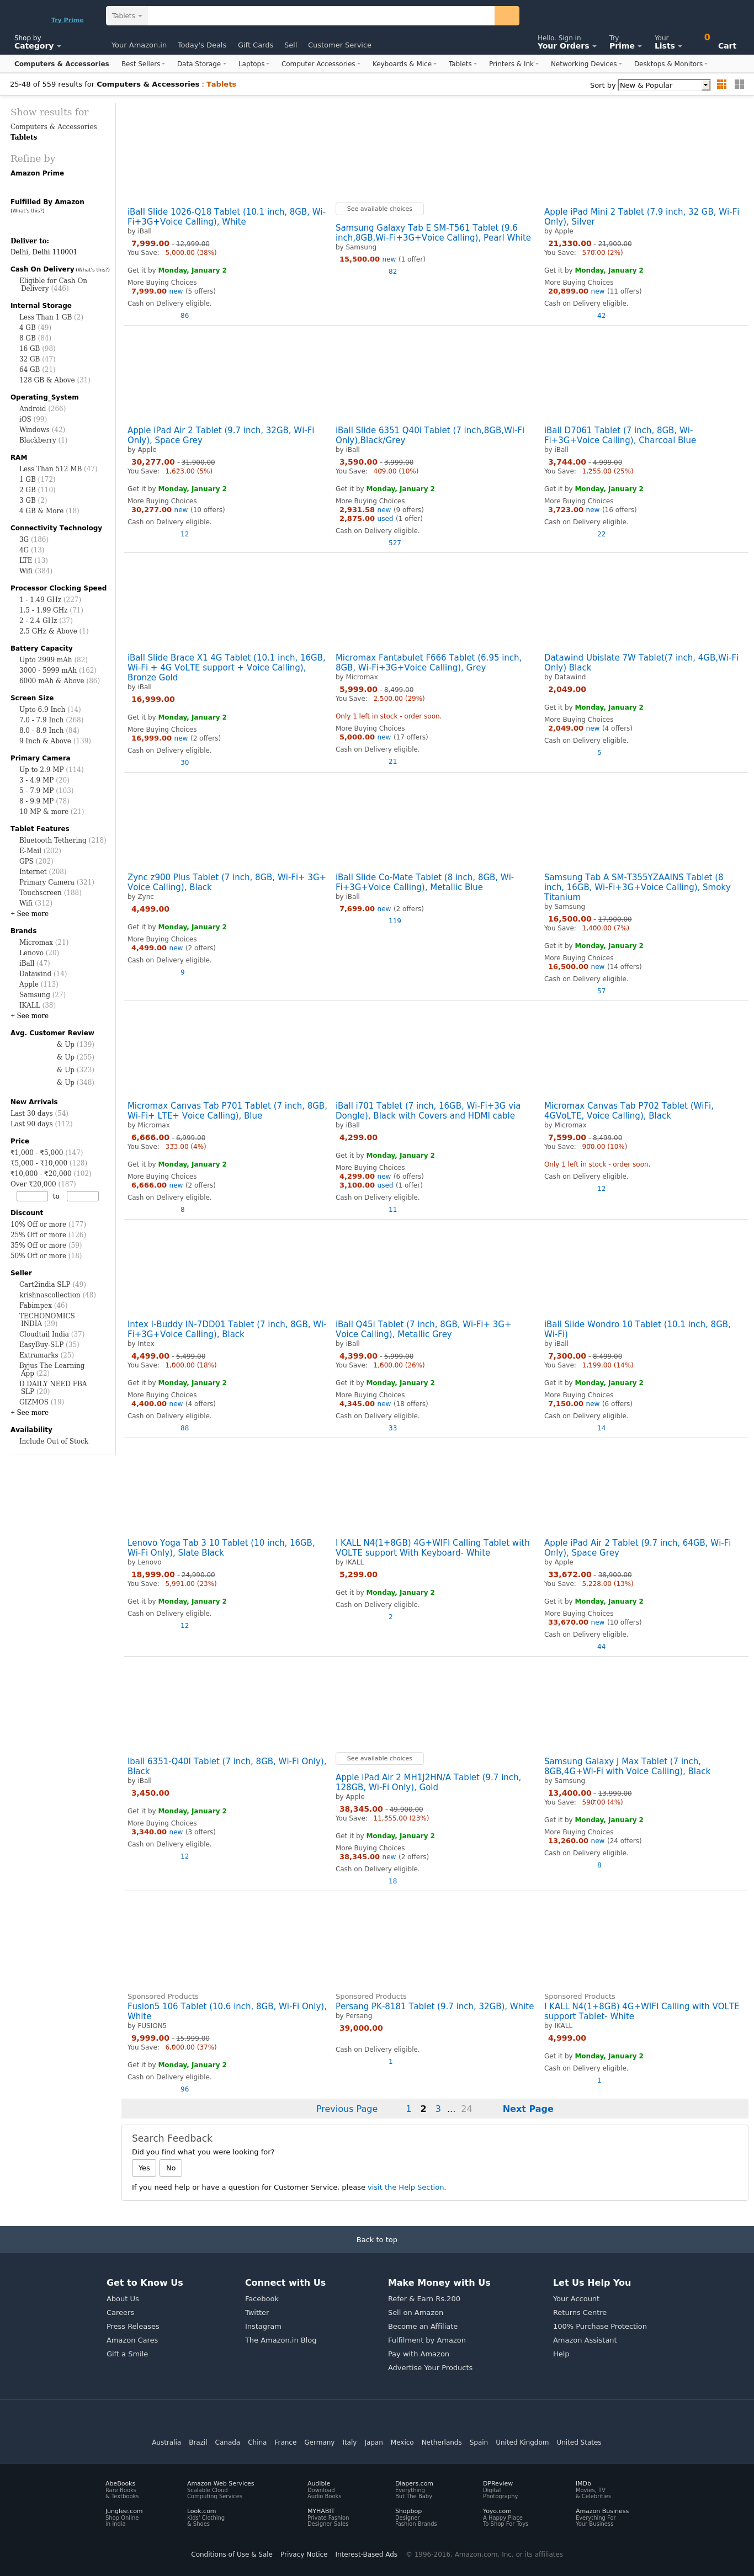 Try Prime
Tablets
Shop by
Category
Your Amazon.in
Today's Deals
Gift Cards
Sell
Customer Service
Hello. Sign in
Your Orders
Try
Prime
Your
Lists
0
Cart
Computers & Accessories
Best Sellers
Data Storage
Laptops
Computer Accessories
Keyboards & Mice
Tablets
Printers & Ink
Networking Devices
Desktops & Monitors
25-48 of 559 results for Computers & Accessories : Tablets
Sort by New & Popular
Show results for
Computers & Accessories
Tablets
Refine by
Amazon Prime
Fulfilled By Amazon
(What's this?)
Deliver to:
Delhi, Delhi 110001
Cash On Delivery (What's this?)
Eligible for Cash On
Delivery (446)
Internal Storage
Less Than 1 GB (2)
4 GB (49)
8 GB (84)
16 GB (98)
32 GB (47)
64 GB (21)
128 GB & Above (31)
Operating_System
Android (266)
iOS (99)
Windows (42)
Blackberry (1)
RAM
Less Than 512 MB (47)
1 GB (172)
2 GB (110)
3 GB (2)
4 GB & More (18)
Connectivity Technology
3G (186)
4G (13)
LTE (13)
Wifi (384)
Processor Clocking Speed
1 - 1.49 GHz (227)
1.5 - 1.99 GHz (71)
2 - 2.4 GHz (37)
2.5 GHz & Above (1)
Battery Capacity
Upto 2999 mAh (82)
3000 - 5999 mAh (162)
6000 mAh & Above (86)
Screen Size
Upto 6.9 Inch (14)
7.0 - 7.9 Inch (268)
8.0 - 8.9 Inch (84)
9 Inch & Above (139)
Primary Camera
Up to 2.9 MP (114)
3 - 4.9 MP (20)
5 - 7.9 MP (103)
8 - 9.9 MP (78)
10 MP & more (21)
Tablet Features
Bluetooth Tethering (218)
E-Mail (202)
GPS (202)
Internet (208)
Primary Camera (321)
Touchscreen (188)
Wifi (312)
+ See more
Brands
Micromax (21)
Lenovo (20)
iBall (47)
Datawind (14)
Apple (113)
Samsung (27)
IKALL (38)
+ See more
Avg. Customer Review
& Up (139)
& Up (255)
& Up (323)
& Up (348)
New Arrivals
Last 30 days (54)
Last 90 days (112)
Price
₹1,000 - ₹5,000 (147)
₹5,000 - ₹10,000 (128)
₹10,000 - ₹20,000 (102)
Over ₹20,000 (187)
to
Discount
10% Off or more (177)
25% Off or more (126)
35% Off or more (59)
50% Off or more (18)
Seller
Cart2india SLP (49)
krishnascollection (48)
Fabimpex (46)
TECHONOMICS
INDIA (39)
Cloudtail India (37)
EasyBuy-SLP (35)
Extramarks (25)
Byjus The Learning
App (22)
D DAILY NEED FBA
SLP (20)
GIZMOS (19)
+ See more
Availability
Include Out of Stock
iBall Slide 1026-Q18 Tablet (10.1 inch, 8GB, Wi-
Fi+3G+Voice Calling), White
by iBall
7,999.00 - 12,999.00
You Save: 5,000.00 (38%)
Get it by Monday, January 2
More Buying Choices
7,999.00 new (5 offers)
Cash on Delivery eligible.
86
See available choices
Samsung Galaxy Tab E SM-T561 Tablet (9.6
inch,8GB,Wi-Fi+3G+Voice Calling), Pearl White
by Samsung
15,500.00 new (1 offer)
82
Apple iPad Mini 2 Tablet (7.9 inch, 32 GB, Wi-Fi
Only), Silver
by Apple
21,330.00 - 21,900.00
You Save: 570.00 (2%)
Get it by Monday, January 2
More Buying Choices
20,899.00 new (11 offers)
Cash on Delivery eligible.
42
Apple iPad Air 2 Tablet (9.7 inch, 32GB, Wi-Fi
Only), Space Grey
by Apple
30,277.00 - 31,900.00
You Save: 1,623.00 (5%)
Get it by Monday, January 2
More Buying Choices
30,277.00 new (10 offers)
Cash on Delivery eligible.
12
iBall Slide 6351 Q40i Tablet (7 inch,8GB,Wi-Fi
Only),Black/Grey
by iBall
3,590.00 - 3,999.00
You Save: 409.00 (10%)
Get it by Monday, January 2
More Buying Choices
2,931.58 new (9 offers)
2,875.00 used (1 offer)
Cash on Delivery eligible.
527
iBall D7061 Tablet (7 inch, 8GB, Wi-
Fi+3G+Voice Calling), Charcoal Blue
by iBall
3,744.00 - 4,999.00
You Save: 1,255.00 (25%)
Get it by Monday, January 2
More Buying Choices
3,723.00 new (16 offers)
Cash on Delivery eligible.
22
iBall Slide Brace X1 4G Tablet (10.1 inch, 16GB,
Wi-Fi + 4G VoLTE support + Voice Calling),
Bronze Gold
by iBall
16,999.00
Get it by Monday, January 2
More Buying Choices
16,999.00 new (2 offers)
Cash on Delivery eligible.
30
Micromax Fantabulet F666 Tablet (6.95 inch,
8GB, Wi-Fi+3G+Voice Calling), Grey
by Micromax
5,999.00 - 8,499.00
You Save: 2,500.00 (29%)
Only 1 left in stock - order soon.
More Buying Choices
5,000.00 new (17 offers)
Cash on Delivery eligible.
21
Datawind Ubislate 7W Tablet(7 inch, 4GB,Wi-Fi
Only) Black
by Datawind
2,049.00
Get it by Monday, January 2
More Buying Choices
2,049.00 new (4 offers)
Cash on Delivery eligible.
5
Zync z900 Plus Tablet (7 inch, 8GB, Wi-Fi+ 3G+
Voice Calling), Black
by Zync
4,499.00
Get it by Monday, January 2
More Buying Choices
4,499.00 new (2 offers)
Cash on Delivery eligible.
9
iBall Slide Co-Mate Tablet (8 inch, 8GB, Wi-
Fi+3G+Voice Calling), Metallic Blue
by iBall
7,699.00 new (2 offers)
119
Samsung Tab A SM-T355YZAAINS Tablet (8
inch, 16GB, Wi-Fi+3G+Voice Calling), Smoky
Titanium
by Samsung
16,500.00 - 17,900.00
You Save: 1,400.00 (7%)
Get it by Monday, January 2
More Buying Choices
16,500.00 new (14 offers)
Cash on Delivery eligible.
57
Micromax Canvas Tab P701 Tablet (7 inch, 8GB,
Wi-Fi+ LTE+ Voice Calling), Blue
by Micromax
6,666.00 - 6,999.00
You Save: 333.00 (4%)
Get it by Monday, January 2
More Buying Choices
6,666.00 new (2 offers)
Cash on Delivery eligible.
8
iBall i701 Tablet (7 inch, 16GB, Wi-Fi+3G via
Dongle), Black with Covers and HDMI cable
by iBall
4,299.00
Get it by Monday, January 2
More Buying Choices
4,299.00 new (6 offers)
3,100.00 used (1 offer)
Cash on Delivery eligible.
11
Micromax Canvas Tab P702 Tablet (WiFi,
4GVoLTE, Voice Calling), Black
by Micromax
7,599.00 - 8,499.00
You Save: 900.00 (10%)
Only 1 left in stock - order soon.
Cash on Delivery eligible.
12
Intex I-Buddy IN-7DD01 Tablet (7 inch, 8GB, Wi-
Fi+3G+Voice Calling), Black
by Intex
4,499.00 - 5,499.00
You Save: 1,000.00 (18%)
Get it by Monday, January 2
More Buying Choices
4,400.00 new (4 offers)
Cash on Delivery eligible.
88
iBall Q45i Tablet (7 inch, 8GB, Wi-Fi+ 3G+
Voice Calling), Metallic Grey
by iBall
4,399.00 - 5,999.00
You Save: 1,600.00 (26%)
Get it by Monday, January 2
More Buying Choices
4,345.00 new (18 offers)
Cash on Delivery eligible.
33
iBall Slide Wondro 10 Tablet (10.1 inch, 8GB,
Wi-Fi)
by iBall
7,300.00 - 8,499.00
You Save: 1,199.00 (14%)
Get it by Monday, January 2
More Buying Choices
7,150.00 new (6 offers)
Cash on Delivery eligible.
14
Lenovo Yoga Tab 3 10 Tablet (10 inch, 16GB,
Wi-Fi Only), Slate Black
by Lenovo
18,999.00 - 24,990.00
You Save: 5,991.00 (23%)
Get it by Monday, January 2
Cash on Delivery eligible.
12
I KALL N4(1+8GB) 4G+WIFI Calling Tablet with
VOLTE support With Keyboard- White
by IKALL
5,299.00
Get it by Monday, January 2
Cash on Delivery eligible.
2
Apple iPad Air 2 Tablet (9.7 inch, 64GB, Wi-Fi
Only), Space Grey
by Apple
33,672.00 - 38,900.00
You Save: 5,228.00 (13%)
Get it by Monday, January 2
More Buying Choices
33,670.00 new (10 offers)
Cash on Delivery eligible.
44
Iball 6351-Q40I Tablet (7 inch, 8GB, Wi-Fi Only),
Black
by iBall
3,450.00
Get it by Monday, January 2
More Buying Choices
3,340.00 new (3 offers)
Cash on Delivery eligible.
12
See available choices
Apple iPad Air 2 MH1J2HN/A Tablet (9.7 inch,
128GB, Wi-Fi Only), Gold
by Apple
38,345.00 - 49,900.00
You Save: 11,555.00 (23%)
Get it by Monday, January 2
More Buying Choices
38,345.00 new (2 offers)
Cash on Delivery eligible.
18
Samsung Galaxy J Max Tablet (7 inch,
8GB,4G+Wi-Fi with Voice Calling), Black
by Samsung
13,400.00 - 13,990.00
You Save: 590.00 (4%)
Get it by Monday, January 2
More Buying Choices
13,260.00 new (24 offers)
Cash on Delivery eligible.
8
Sponsored Products
Fusion5 106 Tablet (10.6 inch, 8GB, Wi-Fi Only),
White
by FUSION5
9,999.00 - 15,999.00
You Save: 6,000.00 (37%)
Get it by Monday, January 2
Cash on Delivery eligible.
96
Sponsored Products
Persang PK-8181 Tablet (9.7 inch, 32GB), White
by Persang
39,000.00
Cash on Delivery eligible.
1
Sponsored Products
I KALL N4(1+8GB) 4G+WIFI Calling with VOLTE
support Tablet- White
by IKALL
4,999.00
Get it by Monday, January 2
Cash on Delivery eligible.
1
Previous Page 1 2 3 ... 24 Next Page
Search Feedback
Did you find what you were looking for?
Yes
No
If you need help or have a question for Customer Service, please visit the Help Section.
Back to top
Get to Know Us
About Us
Careers
Press Releases
Amazon Cares
Gift a Smile
Connect with Us
Facebook
Twitter
Instagram
The Amazon.in Blog
Make Money with Us
Refer & Earn Rs.200
Sell on Amazon
Become an Affiliate
Fulfilment by Amazon
Pay with Amazon
Advertise Your Products
Let Us Help You
Your Account
Returns Centre
100% Purchase Protection
Amazon Assistant
Help
Australia Brazil Canada China France Germany Italy Japan Mexico Netherlands Spain United Kingdom United States
AbeBooks
Rare Books
& Textbooks
Amazon Web Services
Scalable Cloud
Computing Services
Audible
Download
Audio Books
Diapers.com
Everything
But The Baby
DPReview
Digital
Photography
IMDb
Movies, TV
& Celebrities
Junglee.com
Shop Online
in India
Look.com
Kids' Clothing
& Shoes
MYHABIT
Private Fashion
Designer Sales
Shopbop
Designer
Fashion Brands
Yoyo.com
A Happy Place
To Shop For Toys
Amazon Business
Everything For
Your Business
Conditions of Use & Sale Privacy Notice Interest-Based Ads © 1996-2016, Amazon.com, Inc. or its affiliates